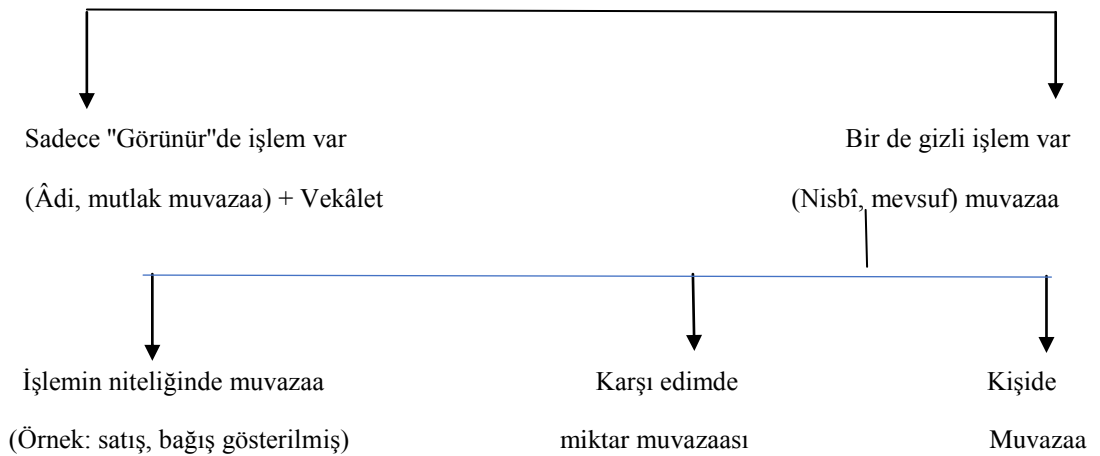 Sadece "Görünür"de işlem var
Bir de gizli işlem var
(Âdi, mutlak muvazaa) + Vekâlet
(Nisbî, mevsuf) muvazaa
İşlemin niteliğinde muvazaa
Karşı edimde
Kişide
(Örnek: satış, bağış gösterilmiş)
miktar muvazaası
Muvazaa